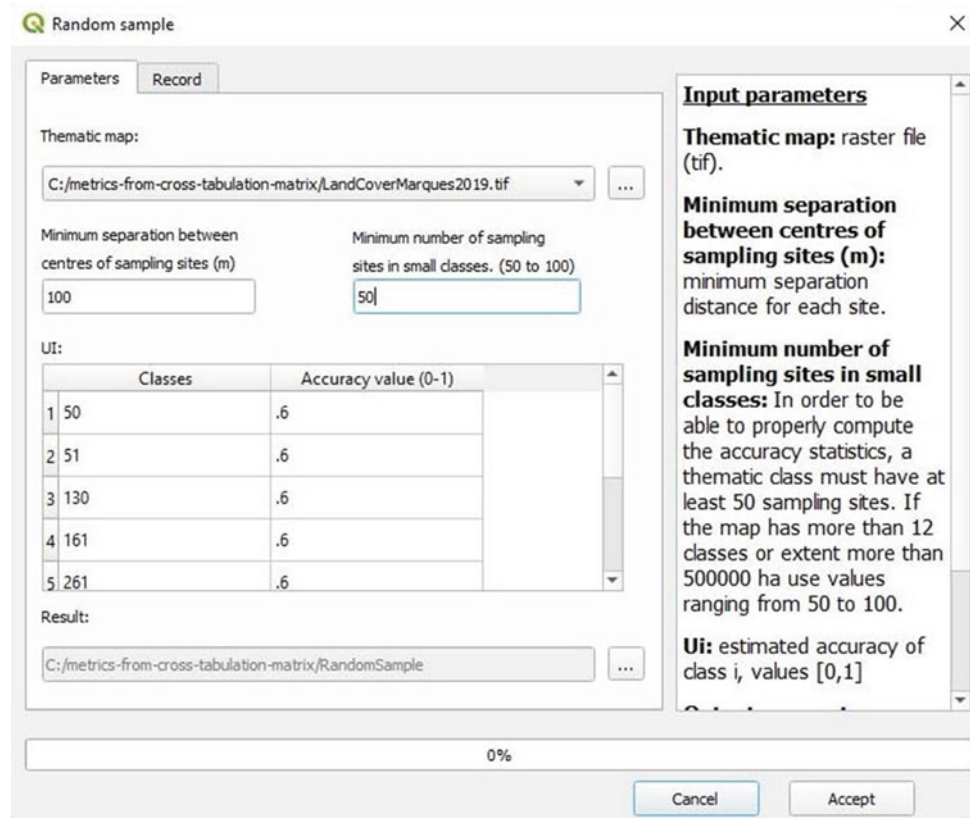 Random sample
Parameters
Record
Thematic map:
C:/metrics-from-cross-tabulation-matrix/LandCoverMarques2019.tif
...
Minimum separation between
centres of sampling sites (m)
100
Minimum number of sampling
sites in small classes. (50 to 100)
50
UI:
Classes Accuracy value (0-1)
1 50 .6
2 51 .6
3 130 .6
4 161 .6
5 261 .6
Result:
C:/metrics-from-cross-tabulation-matrix/RandomSample
...
Input parameters
Thematic map: raster file
(tif).
Minimum separation
between centres of
sampling sites (m):
minimum separation
distance for each site.
Minimum number of
sampling sites in small
classes: In order to be
able to properly compute
the accuracy statistics, a
thematic class must have at
least 50 sampling sites. If
the map has more than 12
classes or extent more than
500000 ha use values
ranging from 50 to 100.
Ui: estimated accuracy of
class i, values [0,1]
0%
Cancel
Accept